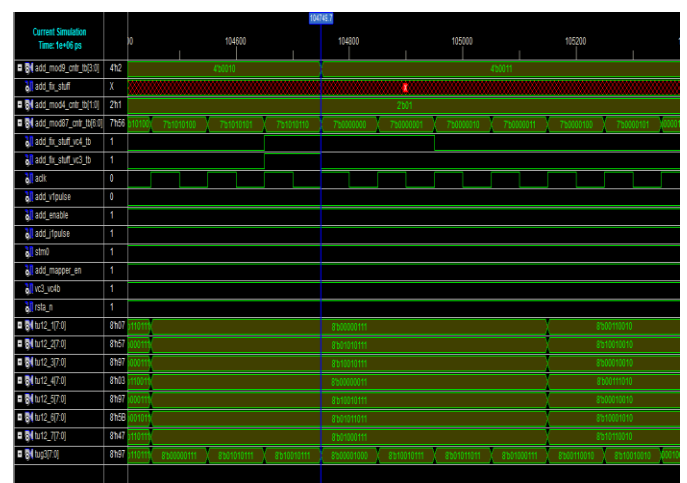 104748.7
Current Simulation
Time: 1e+06 ps
104600 104800 105000 105200
add_mod9_cntr_tb[3:0] 4'h2 4'b0010 4'b0011
add_fix_stuff X
add_mod4_cntr_tb[1:0] 2'h1 2'b01
add_mod87_cntr_tb[6:0] 7'h56 7'b1010100 7'b1010101 7'b1010110 7'b0000000 7'b0000001 7'b0000010 7'b0000011 7'b0000100 7'b0000101
add_fix_stuff_vc4_tb 1
add_fix_stuff_vc3_tb 1
aclk 0
add_v1pulse 0
add_enable 1
add_j1pulse 1
stm0 1
add_mapper_en 1
vc3_vc4b 1
rsta_n 1
tu12_1[7:0] 8'h07 8'b00000111 8'b00110010
tu12_2[7:0] 8'h57 8'b01010111 8'b10010010
tu12_3[7:0] 8'h97 8'b10010111 8'b00010010
tu12_4[7:0] 8'h03 8'b00000011 8'b00111010
tu12_5[7:0] 8'h97 8'b10010111 8'b00010010
tu12_6[7:0] 8'h5B 8'b01011011 8'b10001010
tu12_7[7:0] 8'h47 8'b01000111 8'b10110010
tug3[7:0] 8'h97 8'b00000111 8'b01010111 8'b10010111 8'b00001000 8'b10010111 8'b01011011 8'b01000111 8'b00110010 8'b10010010